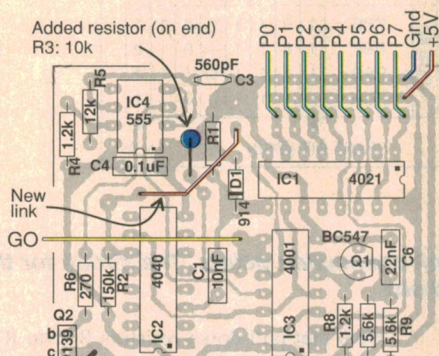 Added resistor (on end)
R3: 10k
P0
P1
P2
P3
P4
P5
P6
P7
Gnd
+5V
560pF
C3
R5
12k
IC4
555
R1
1.2k
R4
C4
0.1uF
D1
914
IC1
4021
New
link
GO
R6
270
150k
R2
4040
IC2
C1
10nF
4001
IC3
BC547
Q1
22nF
C6
Q2
b
c
139
R8
1.2k
5.6k
5.6k
R9